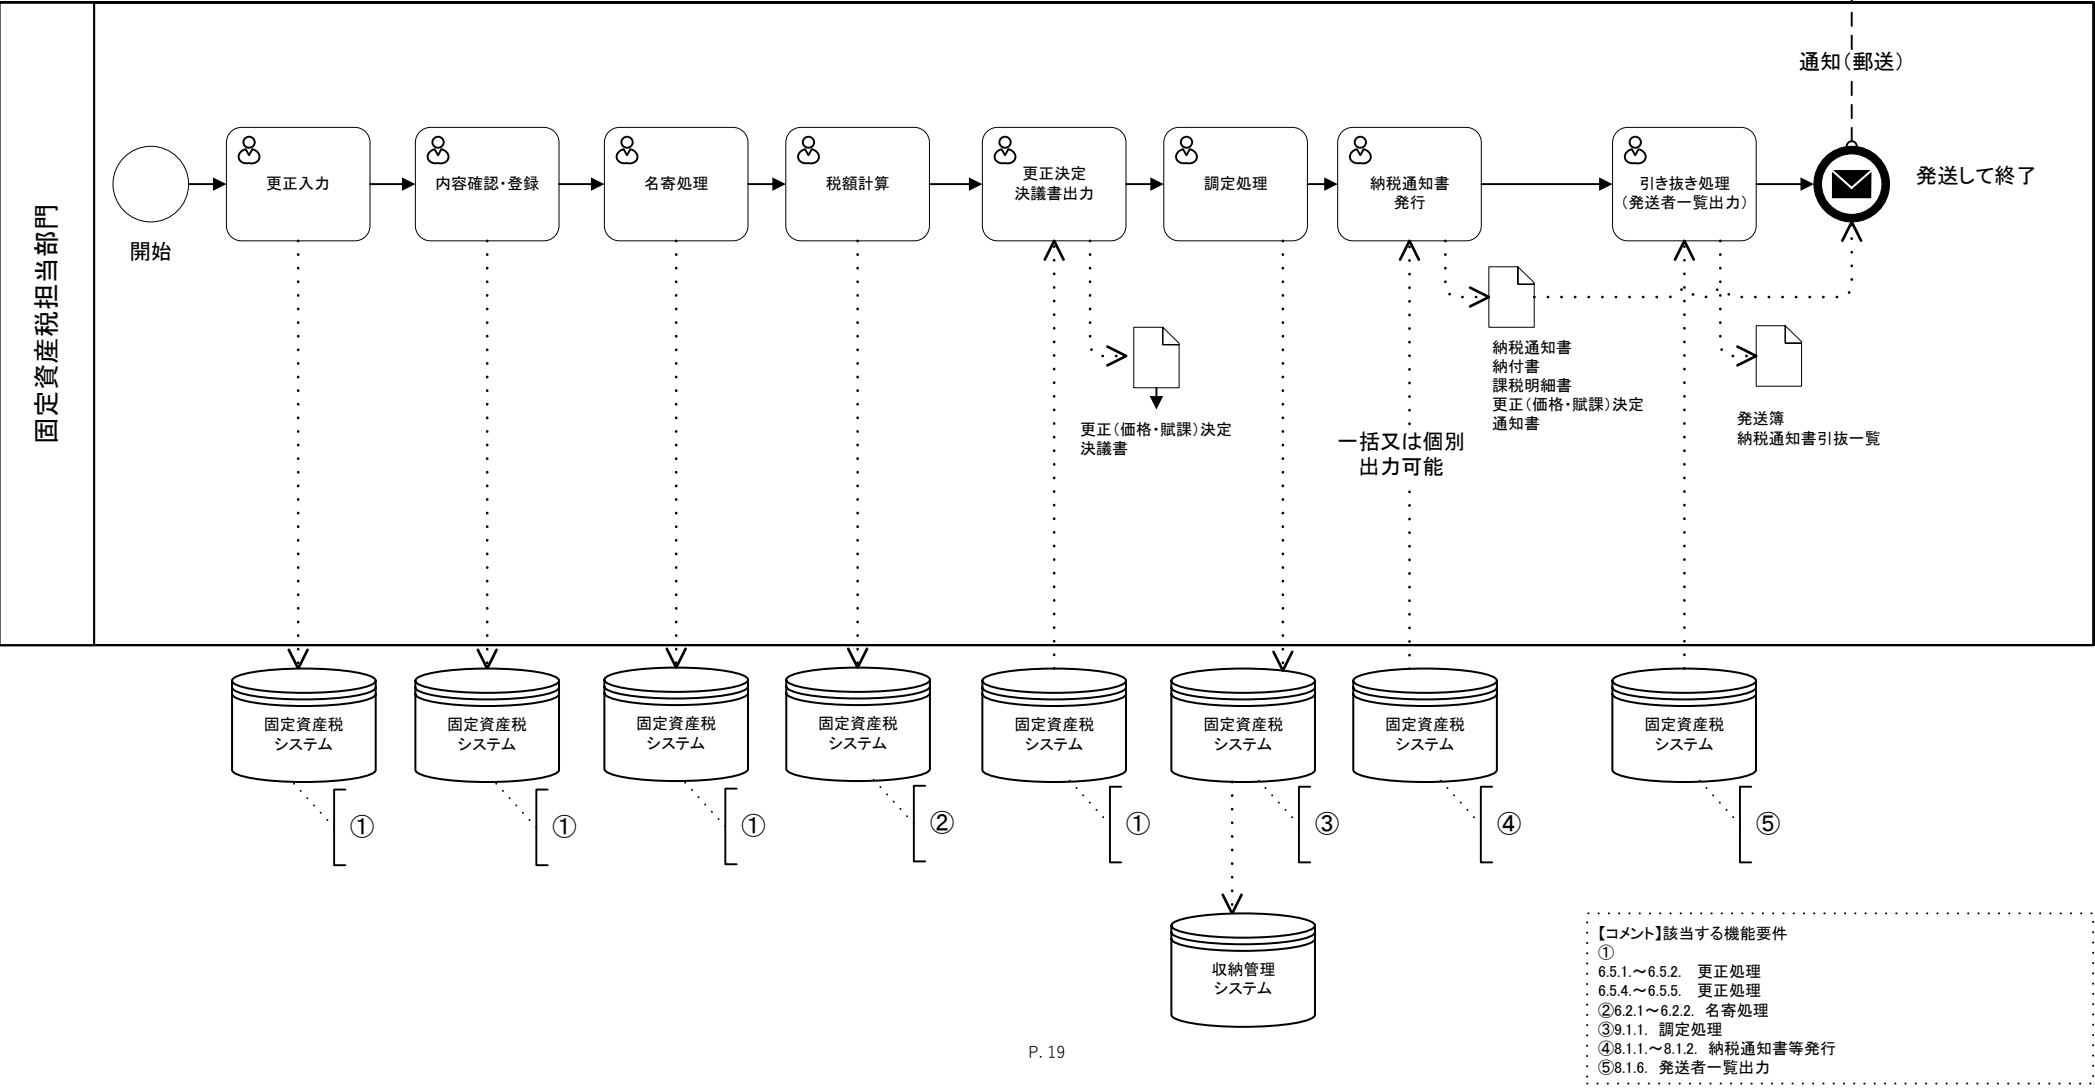 通知（郵送）
固定資産税担当部門
開始
更正入力
内容確認・登録
名寄処理
税額計算
更正決定
決議書出力
調定処理
納税通知書
発行
引き抜き処理
（発送者一覧出力）
発送して終了
更正（価格・賦課）決定
決議書
一括又は個別
出力可能
納税通知書
納付書
課税明細書
更正（価格・賦課）決定
通知書
発送簿
納税通知書引抜一覧
固定資産税
システム
固定資産税
システム
固定資産税
システム
固定資産税
システム
固定資産税
システム
固定資産税
システム
固定資産税
システム
固定資産税
システム
①
①
①
②
①
③
④
⑤
収納管理
システム
【コメント】該当する機能要件
①
6.5.1.～6.5.2.　更正処理
6.5.4.～6.5.5.　更正処理
②6.2.1～6.2.2. 名寄処理
③9.1.1. 調定処理
④8.1.1.～8.1.2. 納税通知書等発行
⑤8.1.6. 発送者一覧出力
P. 19